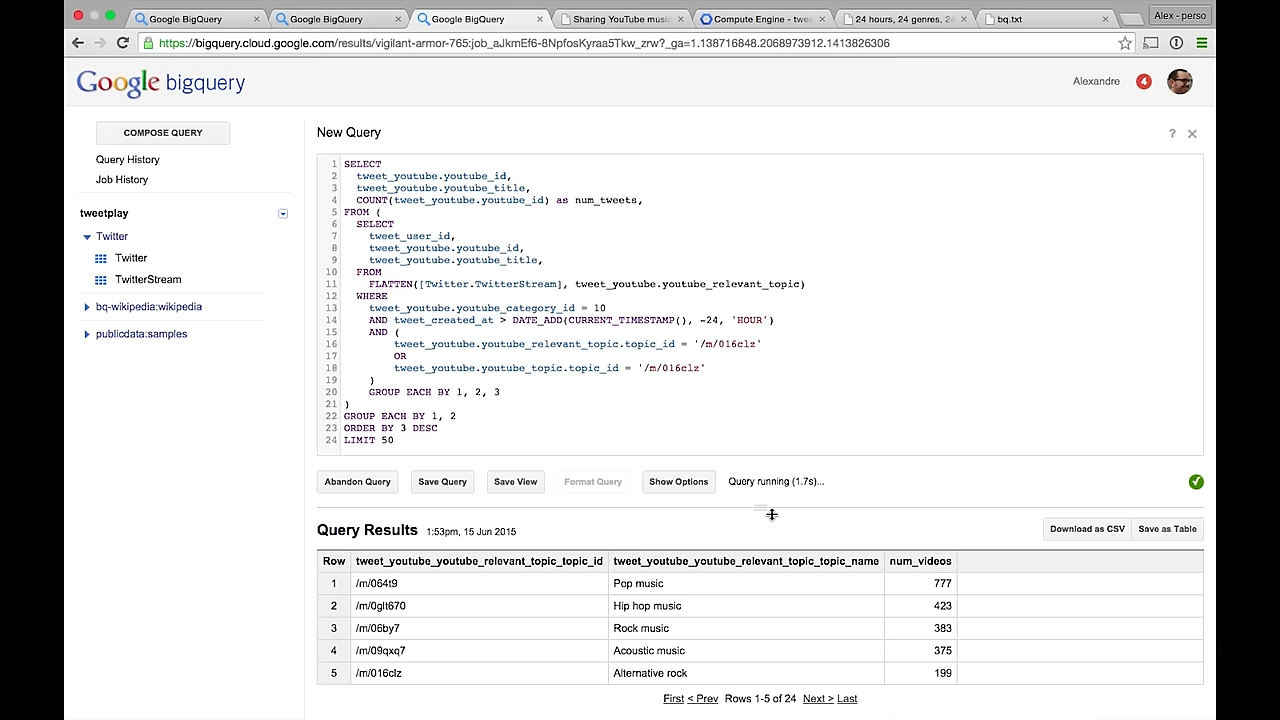 Google BigQuery
Google BigQuery
Google BigQuery
Sharing YouTube musi
Compute Engine - twee
24 hours, 24 genres, 2
bq.txt
Alex - perso
https://bigquery.cloud.google.com/results/vigilant-armor-765:job_aJkmEf6-8NpfosKyraa5Tkw_zrw?_ga=1.138716848.2068973912.1413826306
Google bigquery
Alexandre
4
COMPOSE QUERY
Query History
Job History
tweetplay
Twitter
Twitter
TwitterStream
bq-wikipedia:wikipedia
publicdata:samples
New Query
?
1 SELECT
2 tweet_youtube.youtube_id,
3 tweet_youtube.youtube_title,
4 COUNT(tweet_youtube.youtube_id) as num_tweets,
5 FROM (
6 SELECT
7 tweet_user_id,
8 tweet_youtube.youtube_id,
9 tweet_youtube.youtube_title,
10 FROM
11 FLATTEN([Twitter.TwitterStream], tweet_youtube.youtube_relevant_topic)
12 WHERE
13 tweet_youtube.youtube_category_id = 10
14 AND tweet_created_at > DATE_ADD(CURRENT_TIMESTAMP(), -24, 'HOUR')
15 AND (
16 tweet_youtube.youtube_relevant_topic.topic_id = '/m/016clz'
17 OR
18 tweet_youtube.youtube_topic.topic_id = '/m/016clz'
19 )
20 GROUP EACH BY 1, 2, 3
21 )
22 GROUP EACH BY 1, 2
23 ORDER BY 3 DESC
24 LIMIT 50
Abandon Query Save Query Save View Format Query Show Options Query running (1.7s)...
Query Results 1:53pm, 15 Jun 2015
Download as CSV Save as Table
Row tweet_youtube_youtube_relevant_topic_topic_id tweet_youtube_youtube_relevant_topic_topic_name num_videos
1 /m/064t9 Pop music 777
2 /m/0glt670 Hip hop music 423
3 /m/06by7 Rock music 383
4 /m/09qxq7 Acoustic music 375
5 /m/016clz Alternative rock 199
First < Prev Rows 1-5 of 24 Next > Last